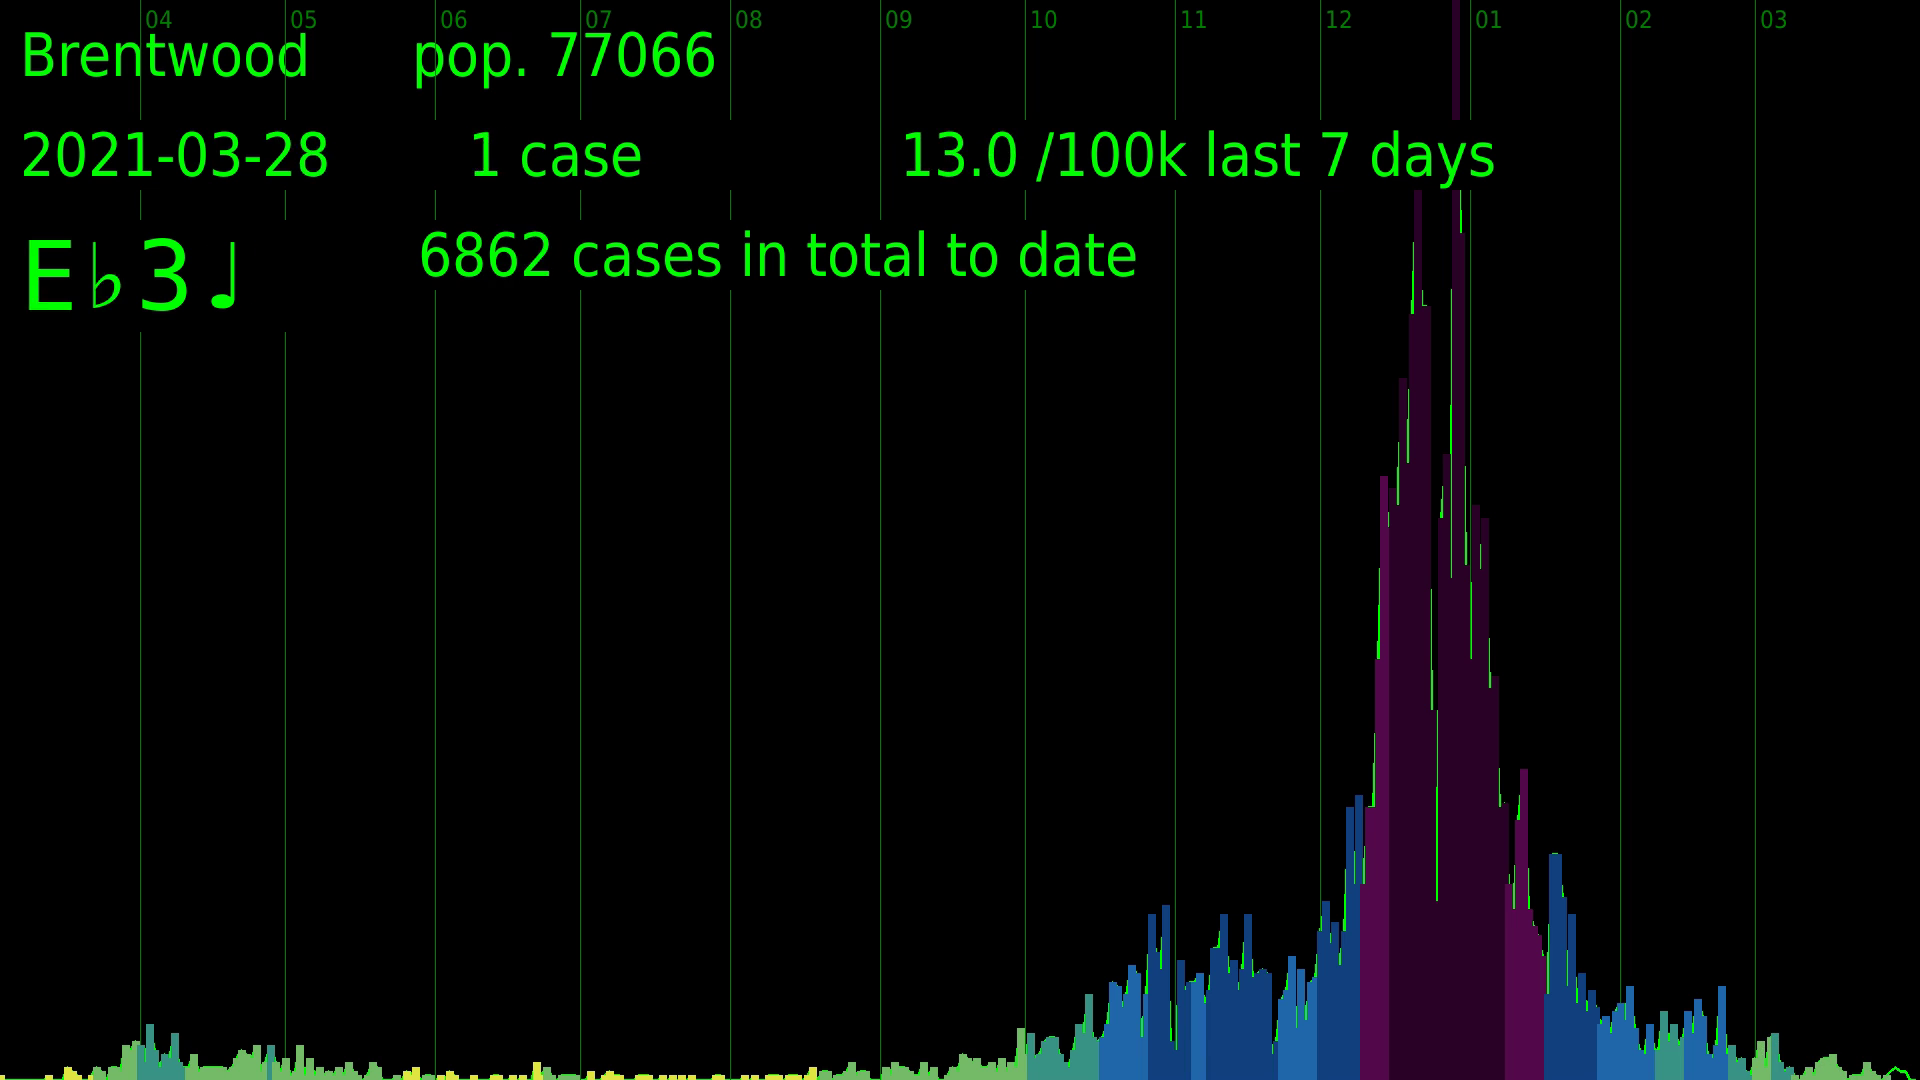 04 05 06 07 08 09 10 11 12 01 02 03
Brentwood pop. 77066
2021-03-28 1 case 13.0 /100k last 7 days
E♭3♩ 6862 cases in total to date